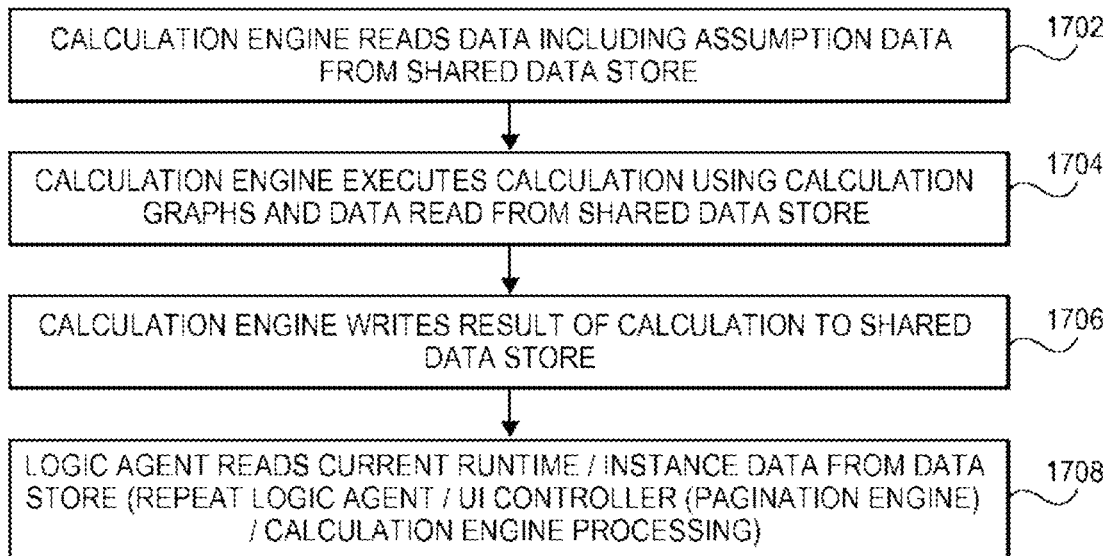 CALCULATION ENGINE READS DATA INCLUDING ASSUMPTION DATA
FROM SHARED DATA STORE
1702
CALCULATION ENGINE EXECUTES CALCULATION USING CALCULATION
GRAPHS AND DATA READ FROM SHARED DATA STORE
1704
CALCULATION ENGINE WRITES RESULT OF CALCULATION TO SHARED
DATA STORE
1706
LOGIC AGENT READS CURRENT RUNTIME / INSTANCE DATA FROM DATA
STORE (REPEAT LOGIC AGENT / UI CONTROLLER (PAGINATION ENGINE)
/ CALCULATION ENGINE PROCESSING)
1708